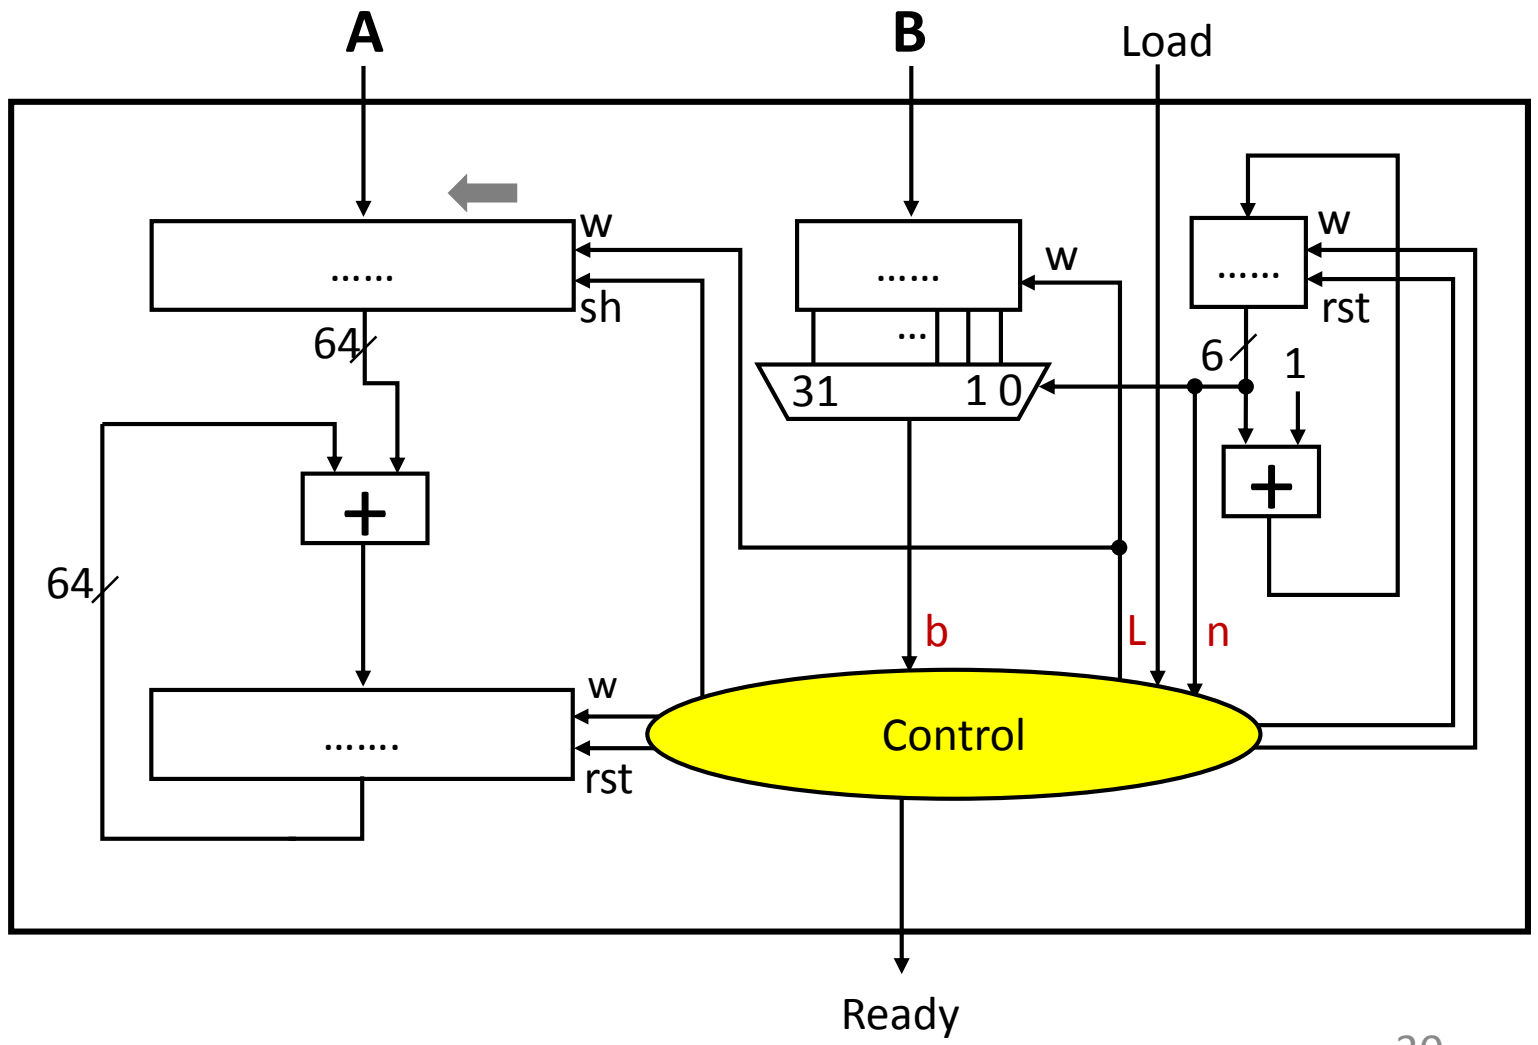 A B Load
w w w
...... ...... ......
sh rst
64 ... 6 1
31 1 0
+
+
64
b L n
w
Control
.......
rst
Ready